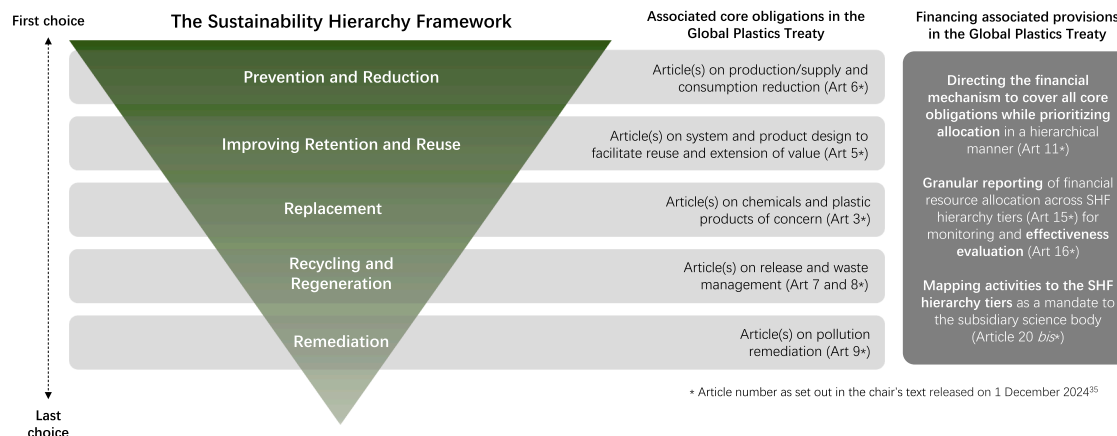 First choice
The Sustainability Hierarchy Framework
Associated core obligations in the
Global Plastics Treaty
Financing associated provisions
in the Global Plastics Treaty
Prevention and Reduction
Article(s) on production/supply and
consumption reduction (Art 6*)
Improving Retention and Reuse
Article(s) on system and product design to
facilitate reuse and extension of value (Art 5*)
Replacement
Article(s) on chemicals and plastic
products of concern (Art 3*)
Recycling and
Regeneration
Article(s) on release and waste
management (Art 7 and 8*)
Remediation
Article(s) on pollution
remediation (Art 9*)
Directing the financial
mechanism to cover all core
obligations while prioritizing
allocation in a hierarchical
manner (Art 11*)
Granular reporting of financial
resource allocation across SHF
hierarchy tiers (Art 15*) for
monitoring and effectiveness
evaluation (Art 16*)
Mapping activities to the SHF
hierarchy tiers as a mandate to
the subsidiary science body
(Article 20 bis*)
* Article number as set out in the chair's text released on 1 December 2024³⁵
Last
choice